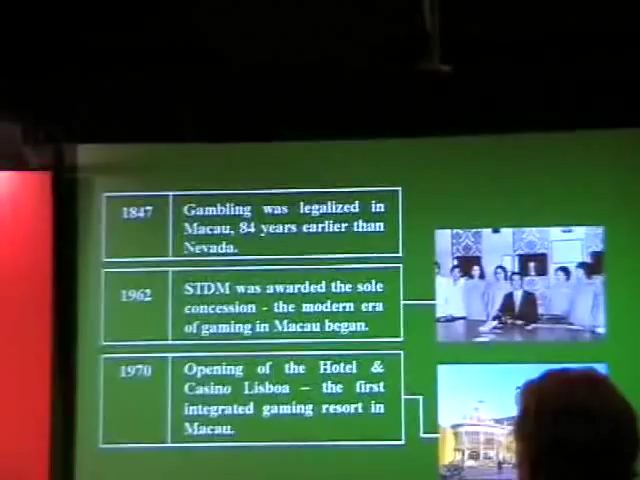 1847
Gambling was legalized in
Macau, 84 years earlier than
Nevada.
1962
STDM was awarded the sole
concession - the modern era
of gaming in Macau began.
1970
Opening of the Hotel &
Casino Lisboa – the first
integrated gaming resort in
Macau.